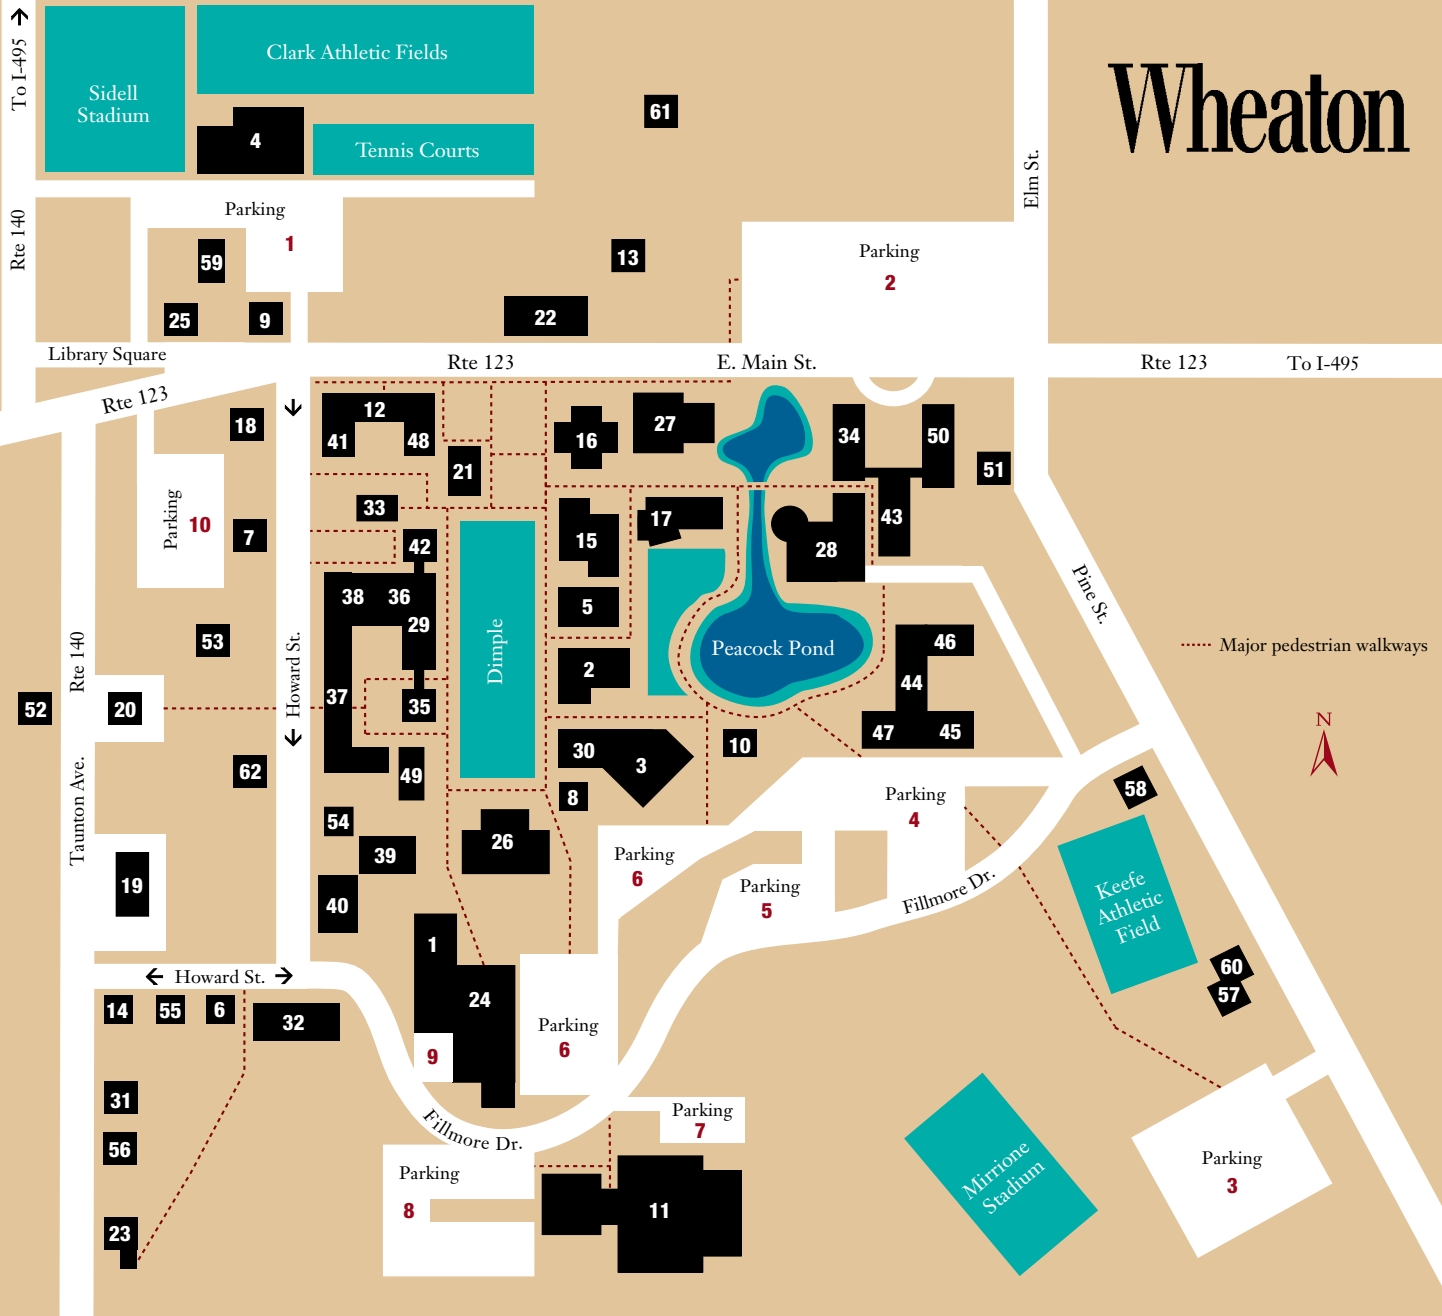 To I-495
Sidell
Stadium
Clark Athletic Fields
4
Tennis Courts
61
Elm St.
Wheaton
Rte 140
Parking
1
59
25
9
13
22
Parking
2
Library Square
Rte 123
Rte 123
E. Main St.
Rte 123
To I-495
18
12
41
48
21
16
27
34
50
51
Parking
10
7
33
17
43
42
15
28
38
36
29
5
Dimple
Peacock Pond
Pine St.
53
Rte 140
Howard St.
37
35
2
46
44
47
45
Major pedestrian walkways
N
52
20
62
49
30
3
10
8
58
Taunton Ave.
54
39
26
Parking
4
Parking
6
Parking
5
Fillmore Dr.
Keefe
Athletic
Field
19
40
1
24
60
57
Howard St.
14
55
6
32
9
Parking
6
31
56
23
Fillmore Dr.
Parking
7
Parking
8
11
Mirrione
Stadium
Parking
3